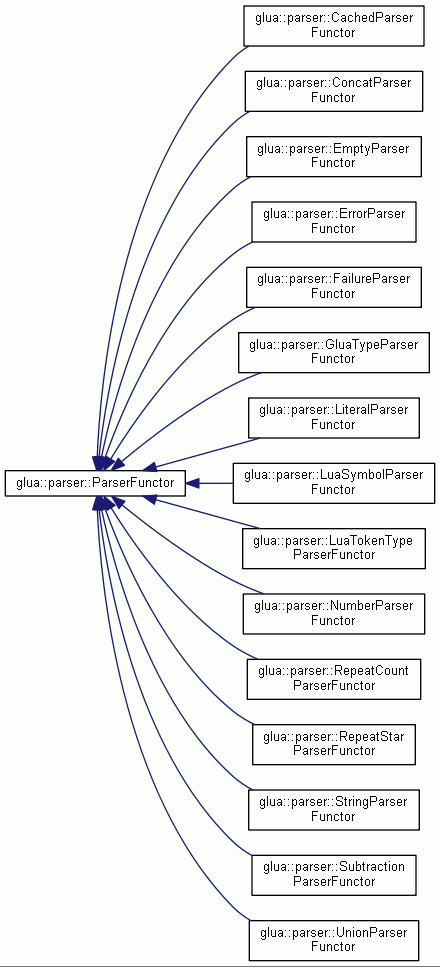 glua::parser::CachedParser
Functor
glua::parser::ConcatParser
Functor
glua::parser::EmptyParser
Functor
glua::parser::ErrorParser
Functor
glua::parser::FailureParser
Functor
glua::parser::GluaTypeParser
Functor
glua::parser::LiteralParser
Functor
glua::parser::ParserFunctor
glua::parser::LuaSymbolParser
Functor
glua::parser::LuaTokenType
ParserFunctor
glua::parser::NumberParser
Functor
glua::parser::RepeatCount
ParserFunctor
glua::parser::RepeatStar
ParserFunctor
glua::parser::StringParser
Functor
glua::parser::Subtraction
ParserFunctor
glua::parser::UnionParser
Functor